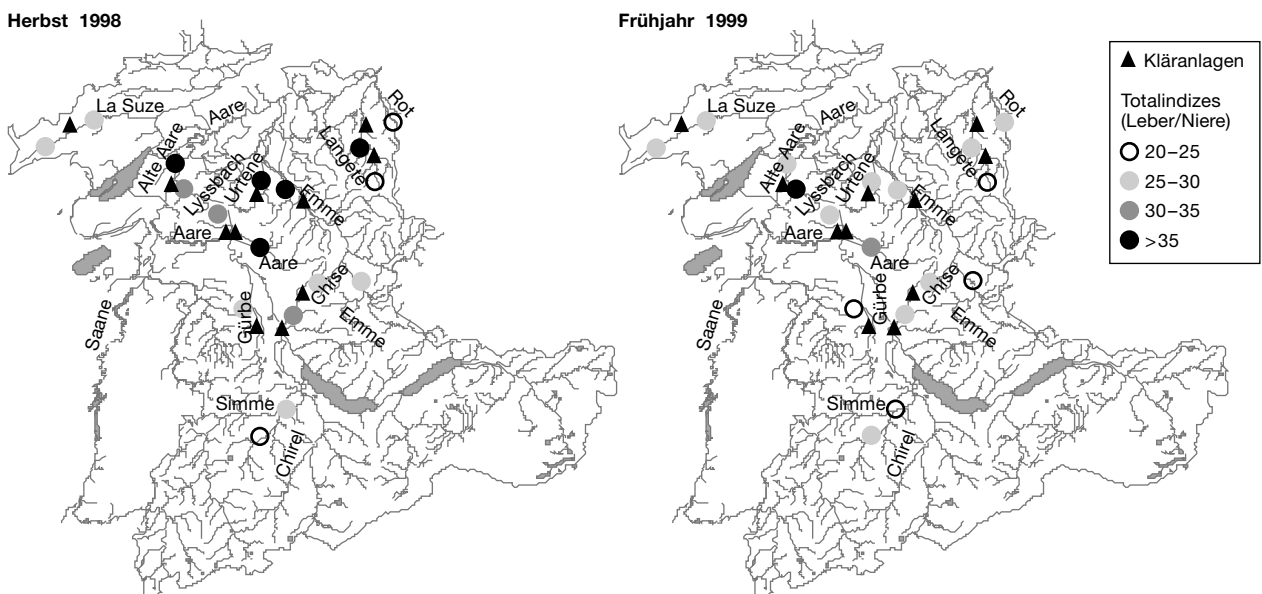 Herbst 1998
La Suze
Aare
Rot
Alte Aare
Langete
Lyssbach
Urtene
Emme
Aare
Aare
Chise
Gürbe
Emme
Saane
Simme
Chirel
Frühjahr 1999
La Suze
Aare
Rot
Alte Aare
Langete
Lyssbach
Urtene
Emme
Aare
Aare
Chise
Gürbe
Emme
Saane
Simme
Chirel
Kläranlagen
Totalindizes
(Leber/Niere)
20–25
25–30
30–35
>35